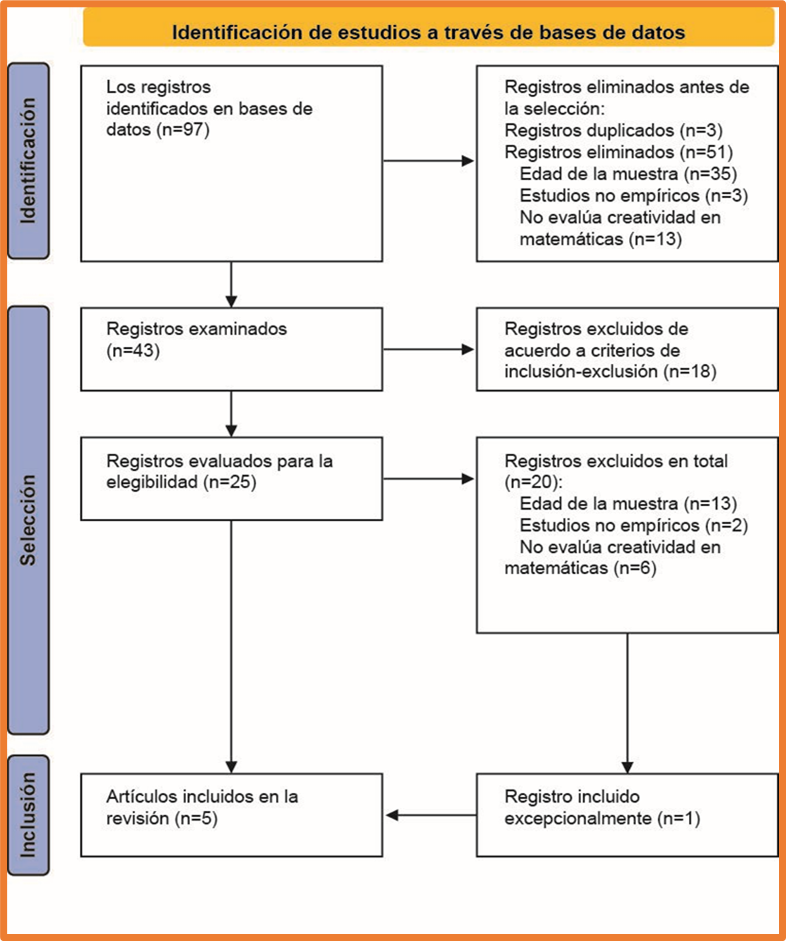 Identificación de estudios a través de bases de datos
Identificación
Los registros
identificados en bases de
datos (n=97)
Registros eliminados antes de
la selección:
Registros duplicados (n=3)
Registros eliminados (n=51)
Edad de la muestra (n=35)
Estudios no empíricos (n=3)
No evalúa creatividad en
matemáticas (n=13)
Selección
Registros examinados
(n=43)
Registros excluidos de
acuerdo a criterios de
inclusión-exclusión (n=18)
Registros evaluados para la
elegibilidad (n=25)
Registros excluidos en total
(n=20):
Edad de la muestra (n=13)
Estudios no empíricos (n=2)
No evalúa creatividad en
matemáticas (n=6)
Inclusión
Artículos incluidos en la
revisión (n=5)
Registro incluido
excepcionalmente (n=1)